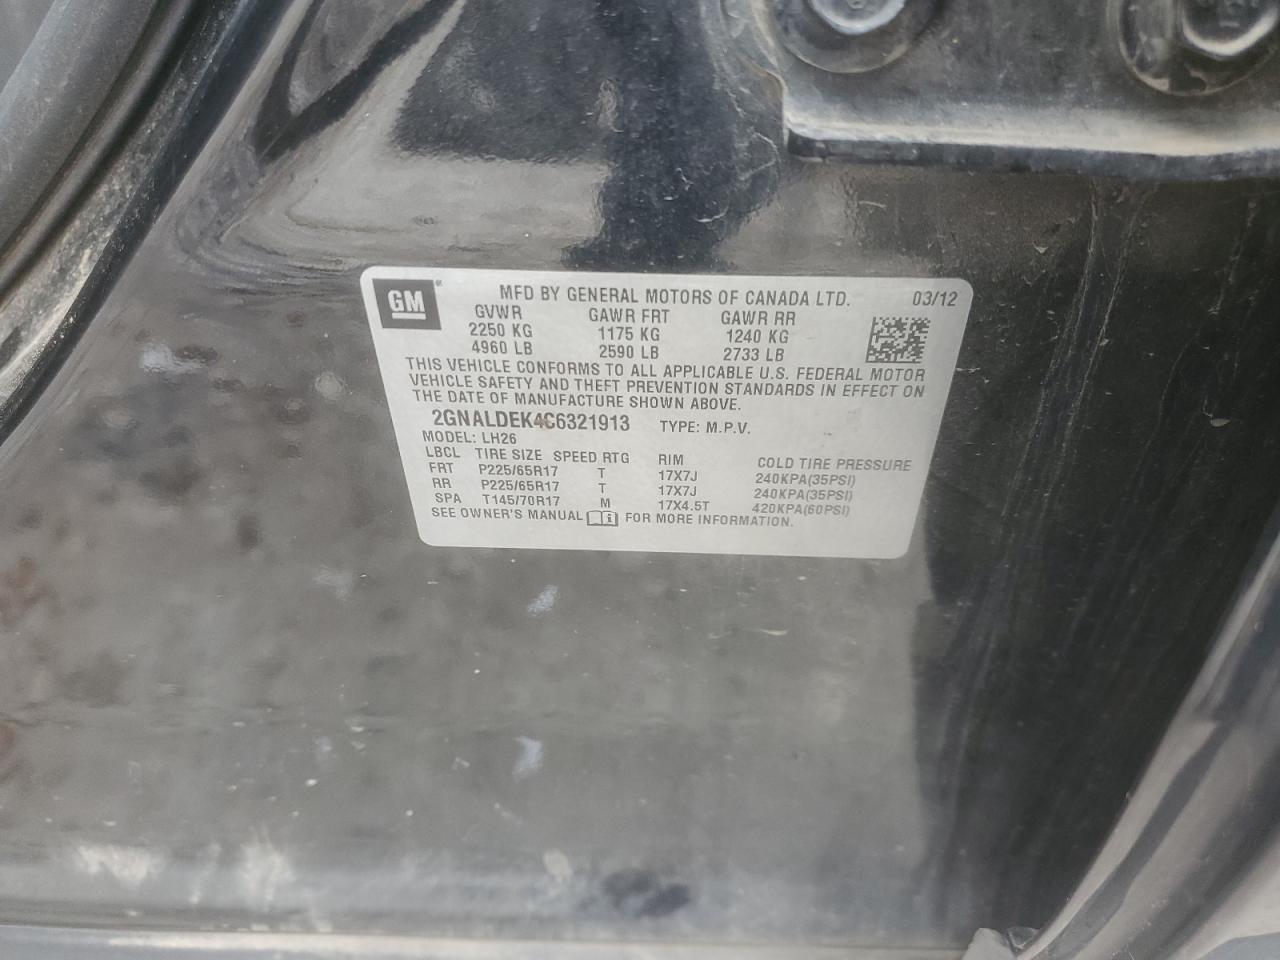 GM
MFD BY GENERAL MOTORS OF CANADA LTD. 03/12
GVWR GAWR FRT GAWR RR
2250 KG 1175 KG 1240 KG
4960 LB 2590 LB 2733 LB
THIS VEHICLE CONFORMS TO ALL APPLICABLE U.S. FEDERAL MOTOR
VEHICLE SAFETY AND THEFT PREVENTION STANDARDS IN EFFECT ON
THE DATE OF MANUFACTURE SHOWN ABOVE.
2GNALDEK4C6321913 TYPE: M.P.V.
MODEL: LH26
LBCL TIRE SIZE SPEED RTG RIM COLD TIRE PRESSURE
FRT P225/65R17 T 17X7J 240KPA(35PSI)
RR P225/65R17 T 17X7J 240KPA(35PSI)
SPA T145/70R17 M 17X4.5T 420KPA(60PSI)
SEE OWNER'S MANUAL FOR MORE INFORMATION.